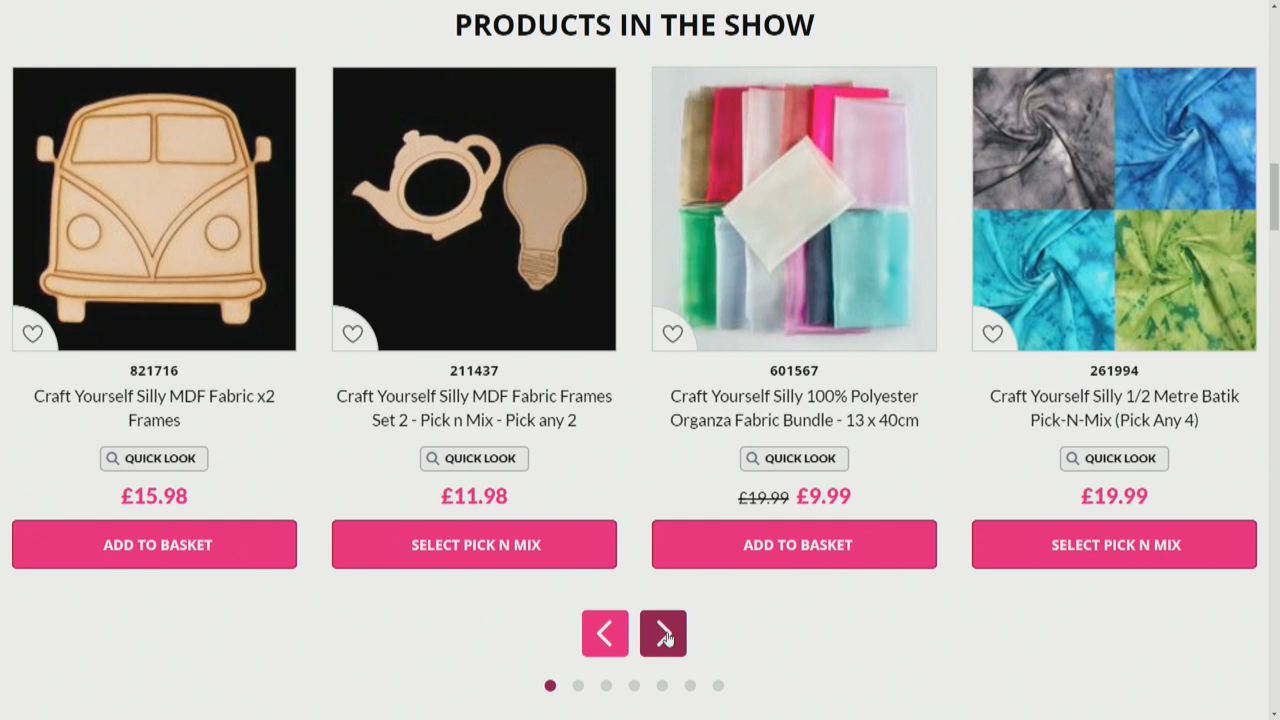 PRODUCTS IN THE SHOW
821716
Craft Yourself Silly MDF Fabric x2
Frames
QUICK LOOK
£15.98
ADD TO BASKET
211437
Craft Yourself Silly MDF Fabric Frames
Set 2 - Pick n Mix - Pick any 2
QUICK LOOK
£11.98
SELECT PICK N MIX
601567
Craft Yourself Silly 100% Polyester
Organza Fabric Bundle - 13 x 40cm
QUICK LOOK
£19.99 £9.99
ADD TO BASKET
261994
Craft Yourself Silly 1/2 Metre Batik
Pick-N-Mix (Pick Any 4)
QUICK LOOK
£19.99
SELECT PICK N MIX